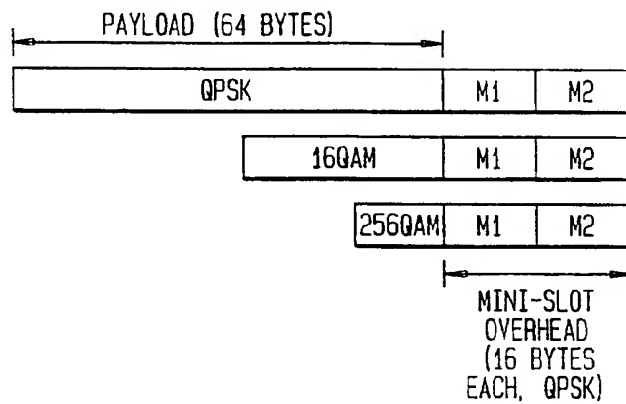 PAYLOAD (64 BYTES)
QPSK M1 M2
16QAM M1 M2
256QAM M1 M2
MINI-SLOT
OVERHEAD
(16 BYTES
EACH, QPSK)